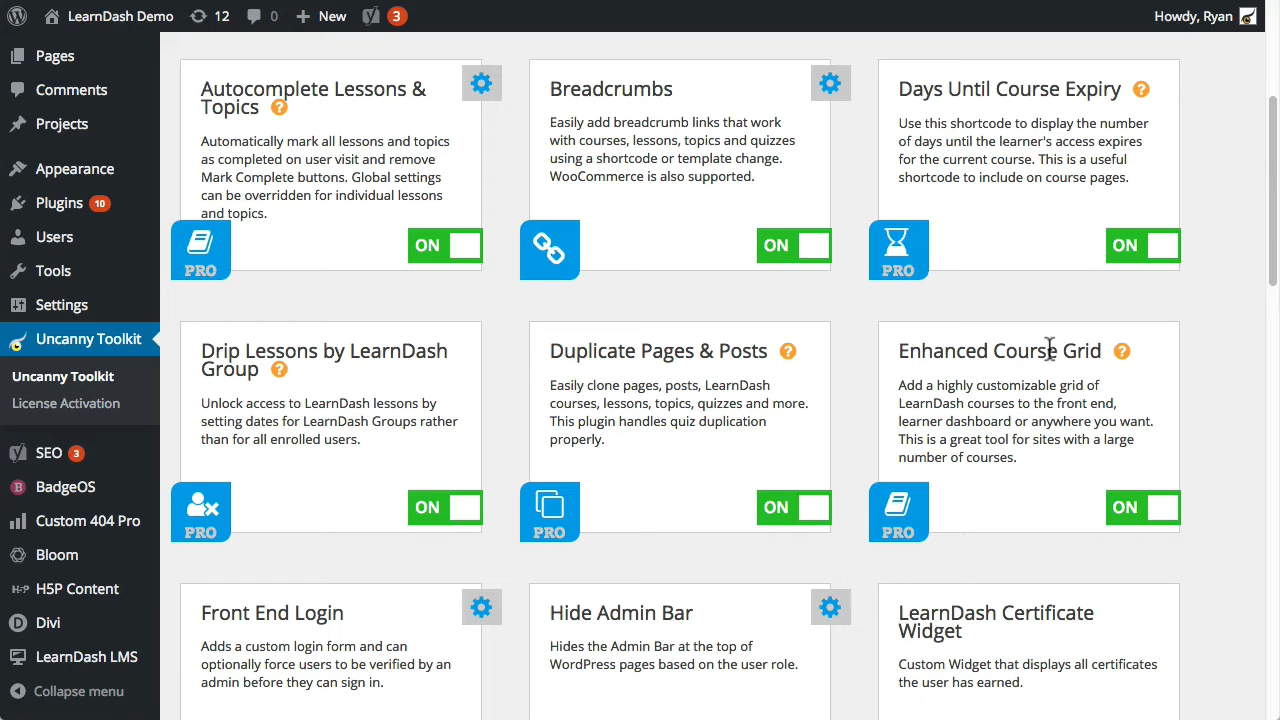 LearnDash Demo 12 0 New 3 Howdy, Ryan
Pages
Comments
Projects
Appearance
Plugins 10
Users
Tools
Settings
Uncanny Toolkit
Uncanny Toolkit
License Activation
SEO 3
BadgeOS
Custom 404 Pro
Bloom
H-P H5P Content
Divi
LearnDash LMS
Collapse menu
Autocomplete Lessons &
Topics ?
Automatically mark all lessons and topics
as completed on user visit and remove
Mark Complete buttons. Global settings
can be overridden for individual lessons
and topics.
PRO
ON
Breadcrumbs
Easily add breadcrumb links that work
with courses, lessons, topics and quizzes
using a shortcode or template change.
WooCommerce is also supported.
ON
Days Until Course Expiry ?
Use this shortcode to display the number
of days until the learner's access expires
for the current course. This is a useful
shortcode to include on course pages.
PRO
ON
Drip Lessons by LearnDash
Group ?
Unlock access to LearnDash lessons by
setting dates for LearnDash Groups rather
than for all enrolled users.
PRO
ON
Duplicate Pages & Posts ?
Easily clone pages, posts, LearnDash
courses, lessons, topics, quizzes and more.
This plugin handles quiz duplication
properly.
PRO
ON
Enhanced Course Grid ?
Add a highly customizable grid of
LearnDash courses to the front end,
learner dashboard or anywhere you want.
This is a great tool for sites with a large
number of courses.
PRO
ON
Front End Login
Adds a custom login form and can
optionally force users to be verified by an
admin before they can sign in.
Hide Admin Bar
Hides the Admin Bar at the top of
WordPress pages based on the user role.
LearnDash Certificate
Widget
Custom Widget that displays all certificates
the user has earned.